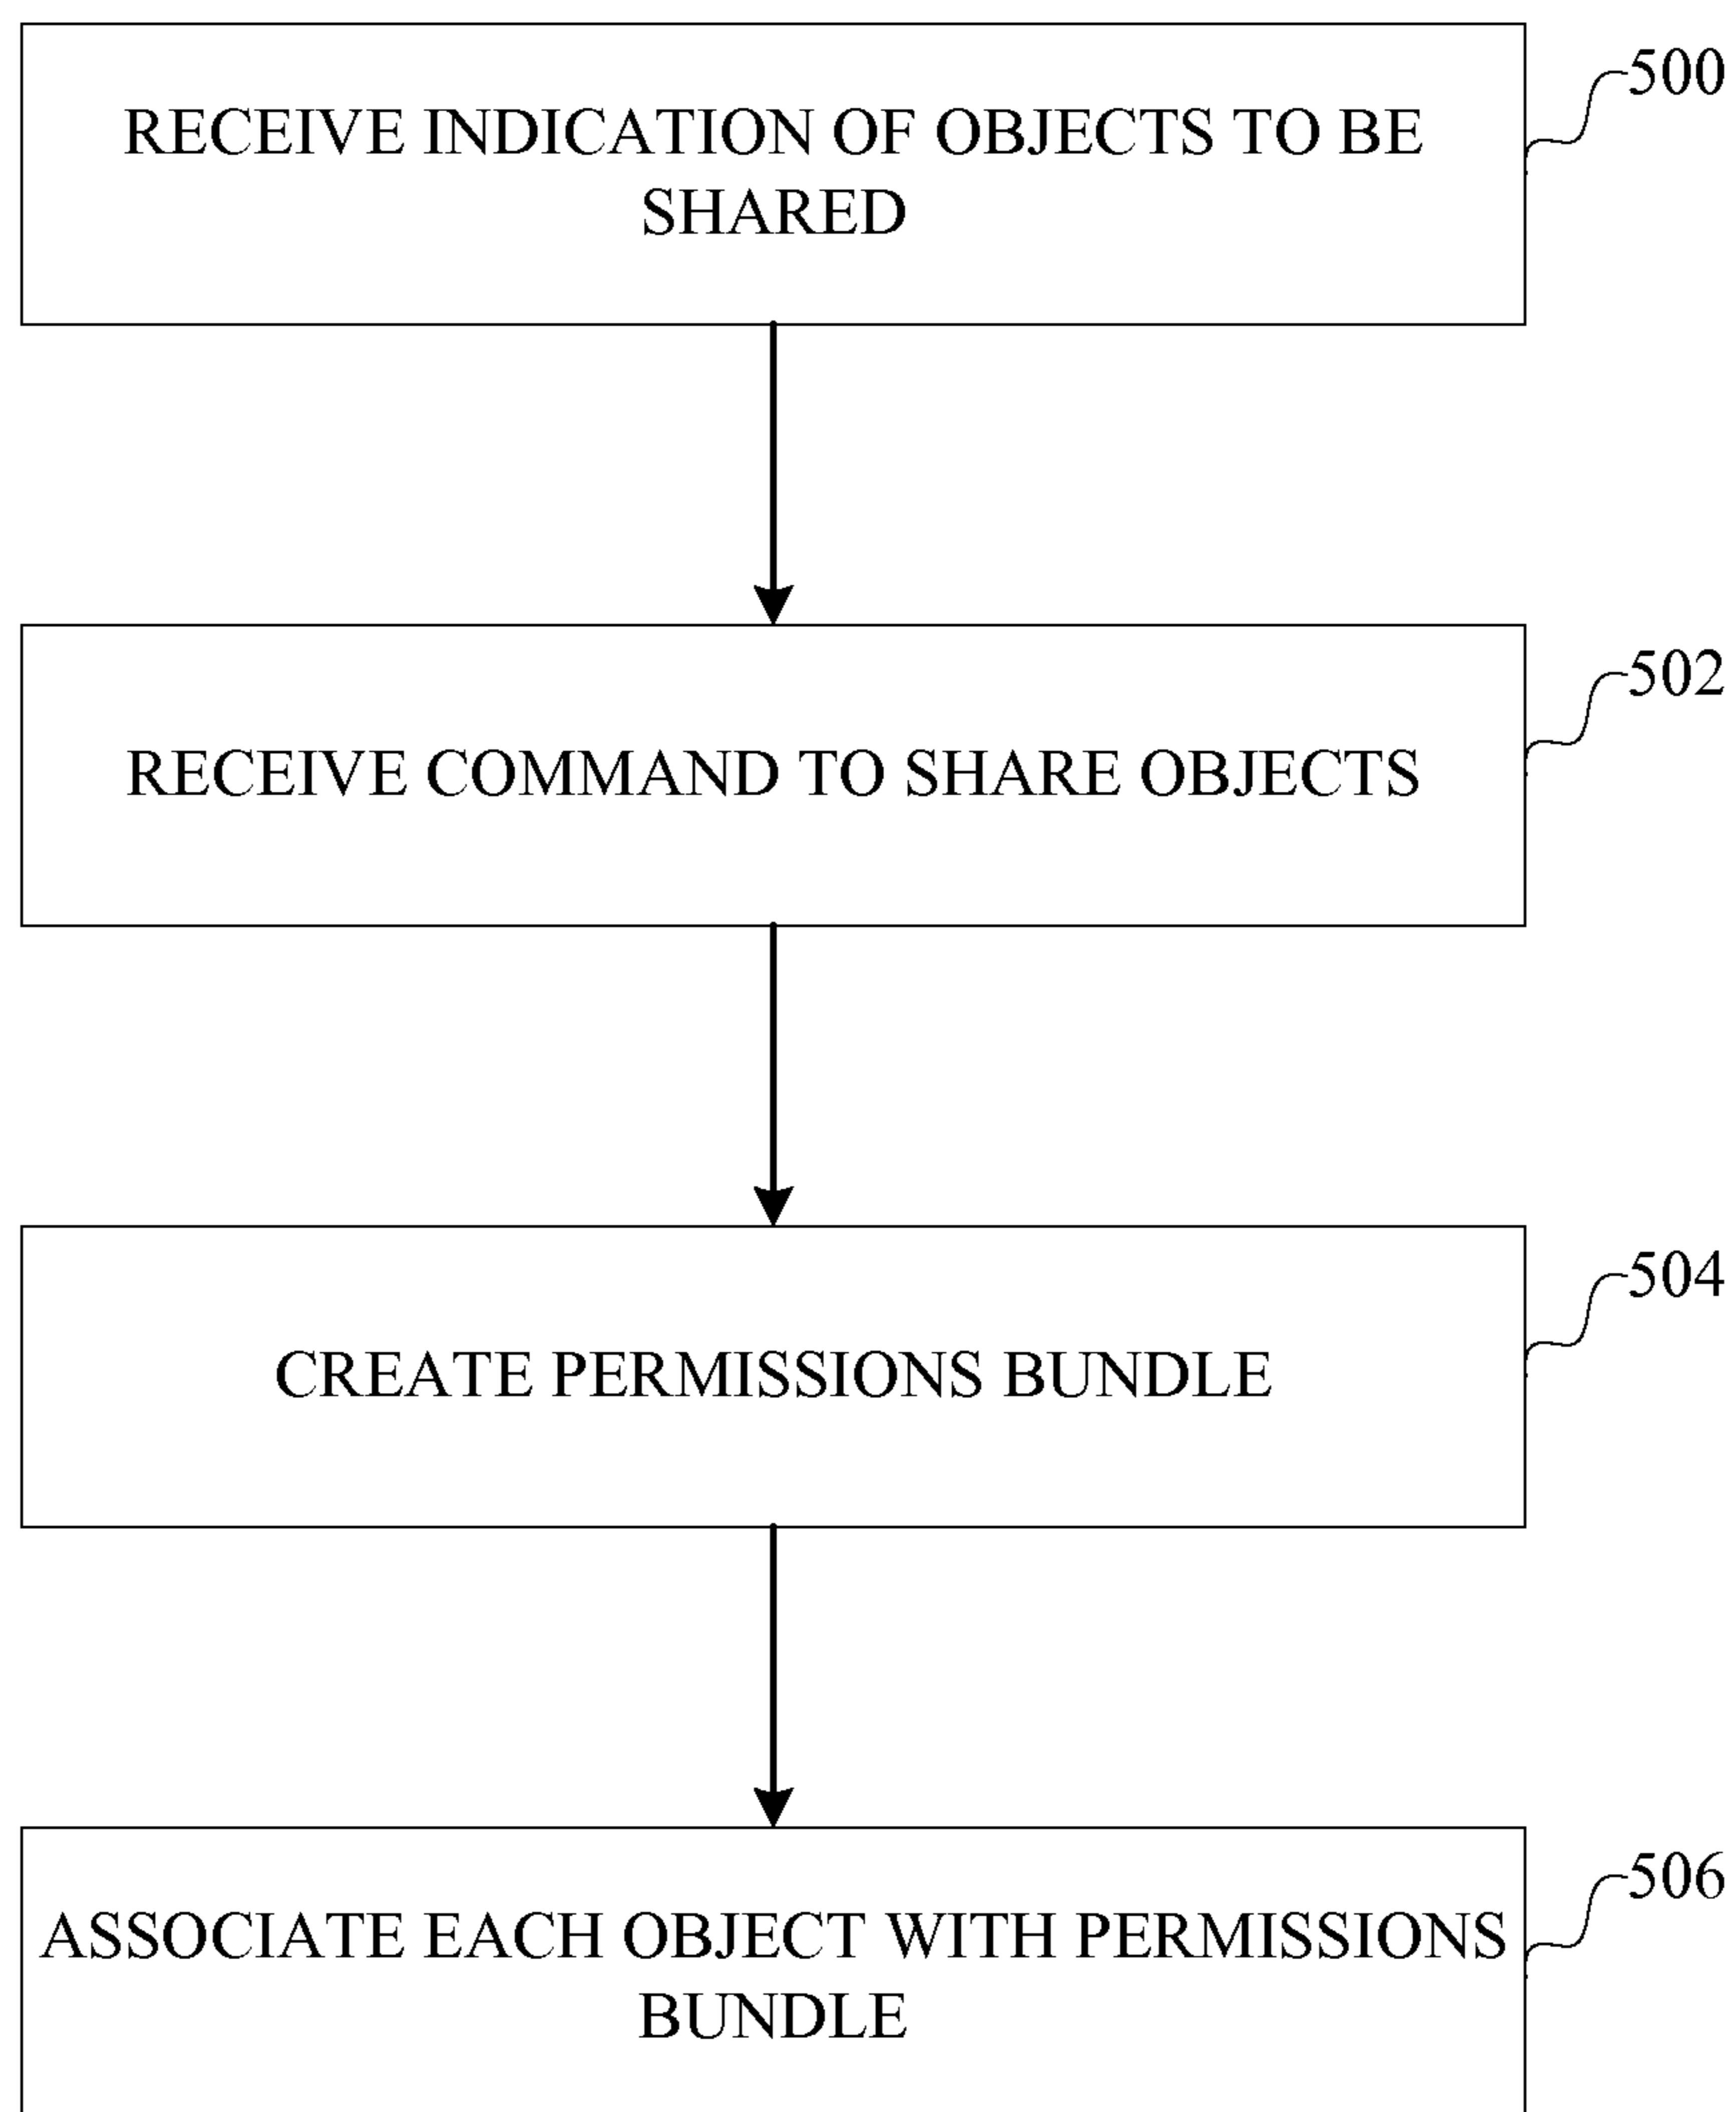 RECEIVE INDICATION OF OBJECTS TO BE
SHARED
500
RECEIVE COMMAND TO SHARE OBJECTS
502
CREATE PERMISSIONS BUNDLE
504
ASSOCIATE EACH OBJECT WITH PERMISSIONS
BUNDLE
506